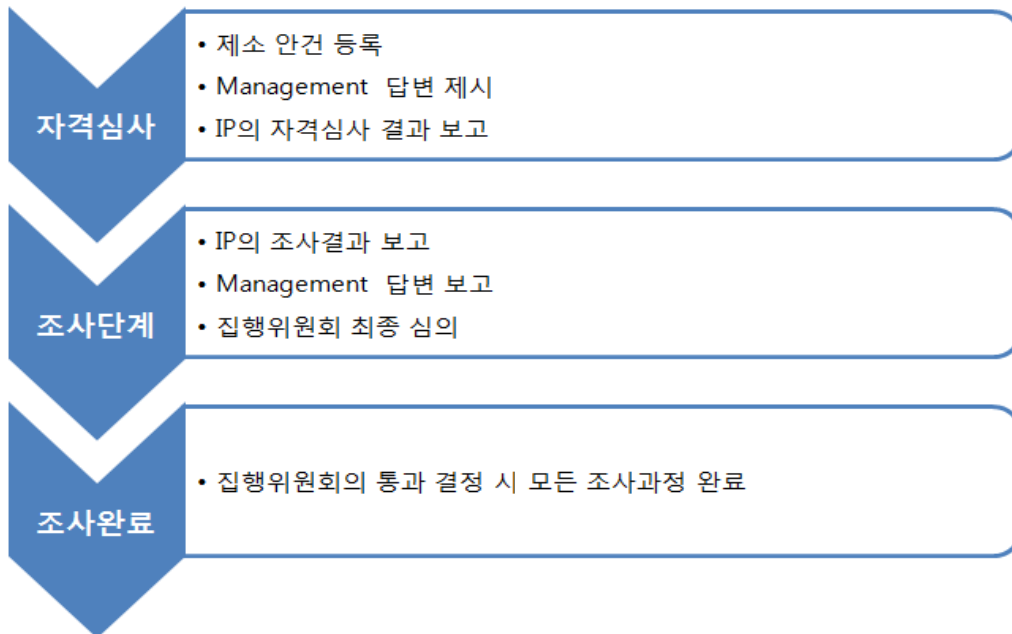 자격심사
• 제소 안건 등록
• Management 답변 제시
• IP의 자격심사 결과 보고
조사단계
• IP의 조사결과 보고
• Management 답변 보고
• 집행위원회 최종 심의
조사완료
• 집행위원회의 통과 결정 시 모든 조사과정 완료